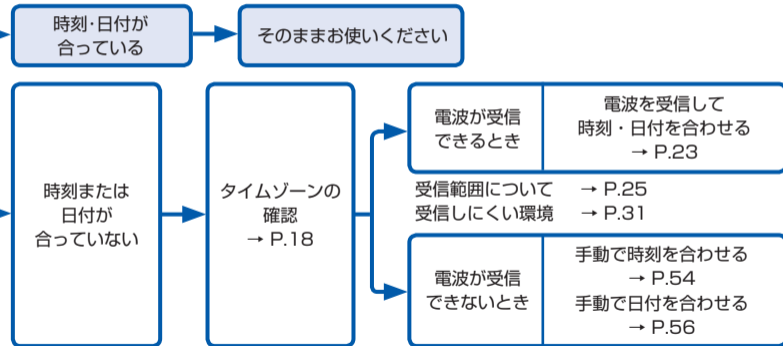 時刻・日付が
合っている
そのままお使いください
時刻または
日付が
合っていない
タイムゾーンの
確認
→ P.18
電波が受信
できるとき
電波を受信して
時刻・日付を合わせる
→ P.23
受信範囲について → P.25
受信しにくい環境 → P.31
電波が受信
できないとき
手動で時刻を合わせる
→ P.54
手動で日付を合わせる
→ P.56